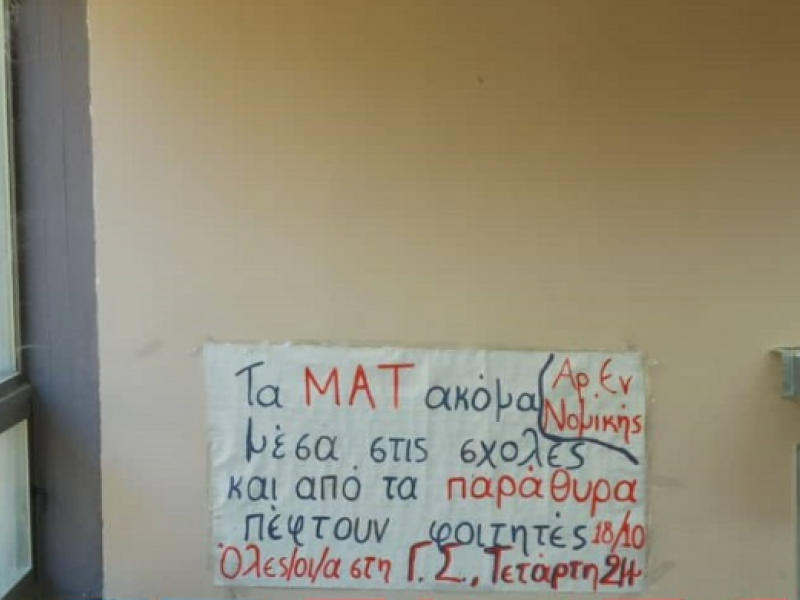 Τα ΜΑΤ ακόμα
Αρ.Εν
Νομικής
μέσα στις σχολές
και από τα παράθυρα
πέφτουν φοιτητές 18/10
Όλες/οι/α στη Γ.Σ., Τετάρτη 2μμ